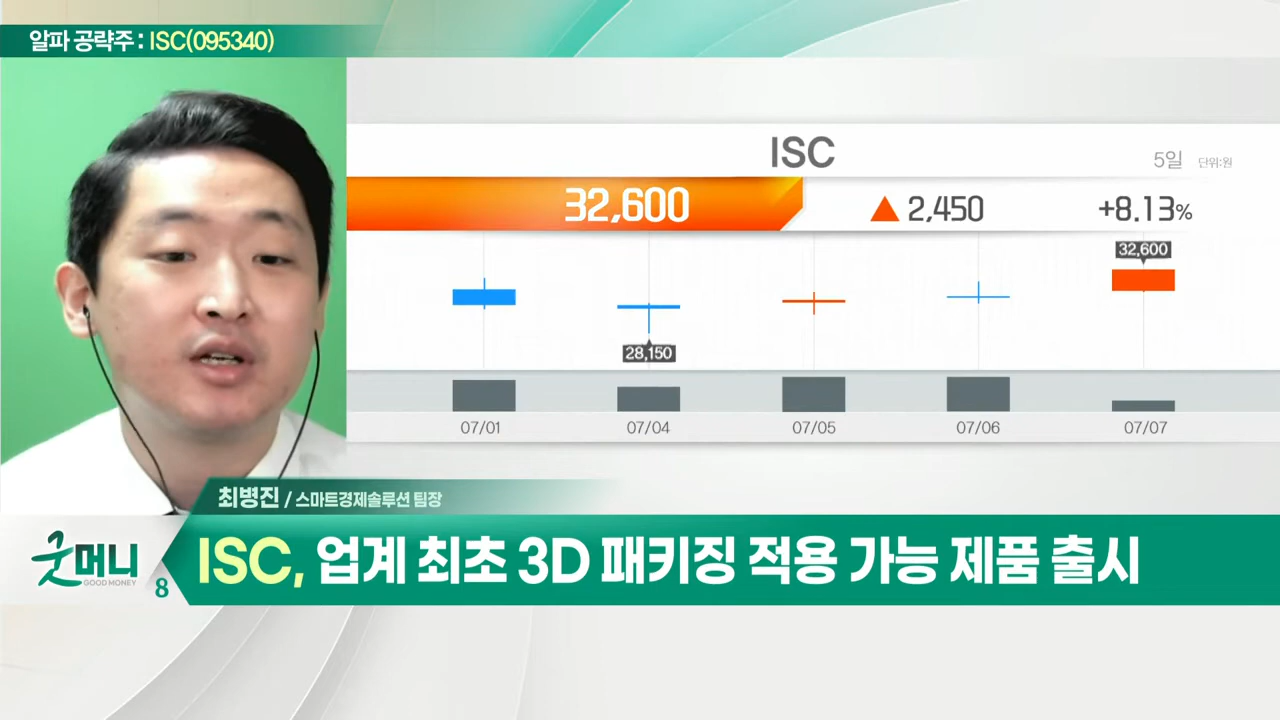 알파 공략주 : ISC(095340)
ISC
5일 단위:원
32,600 ▲ 2,450 +8.13%
32,600
28,150
07/01 07/04 07/05 07/06 07/07
최병진 / 스마트경제솔루션 팀장
굿머니
GOOD MONEY
8
ISC, 업계 최초 3D 패키징 적용 가능 제품 출시